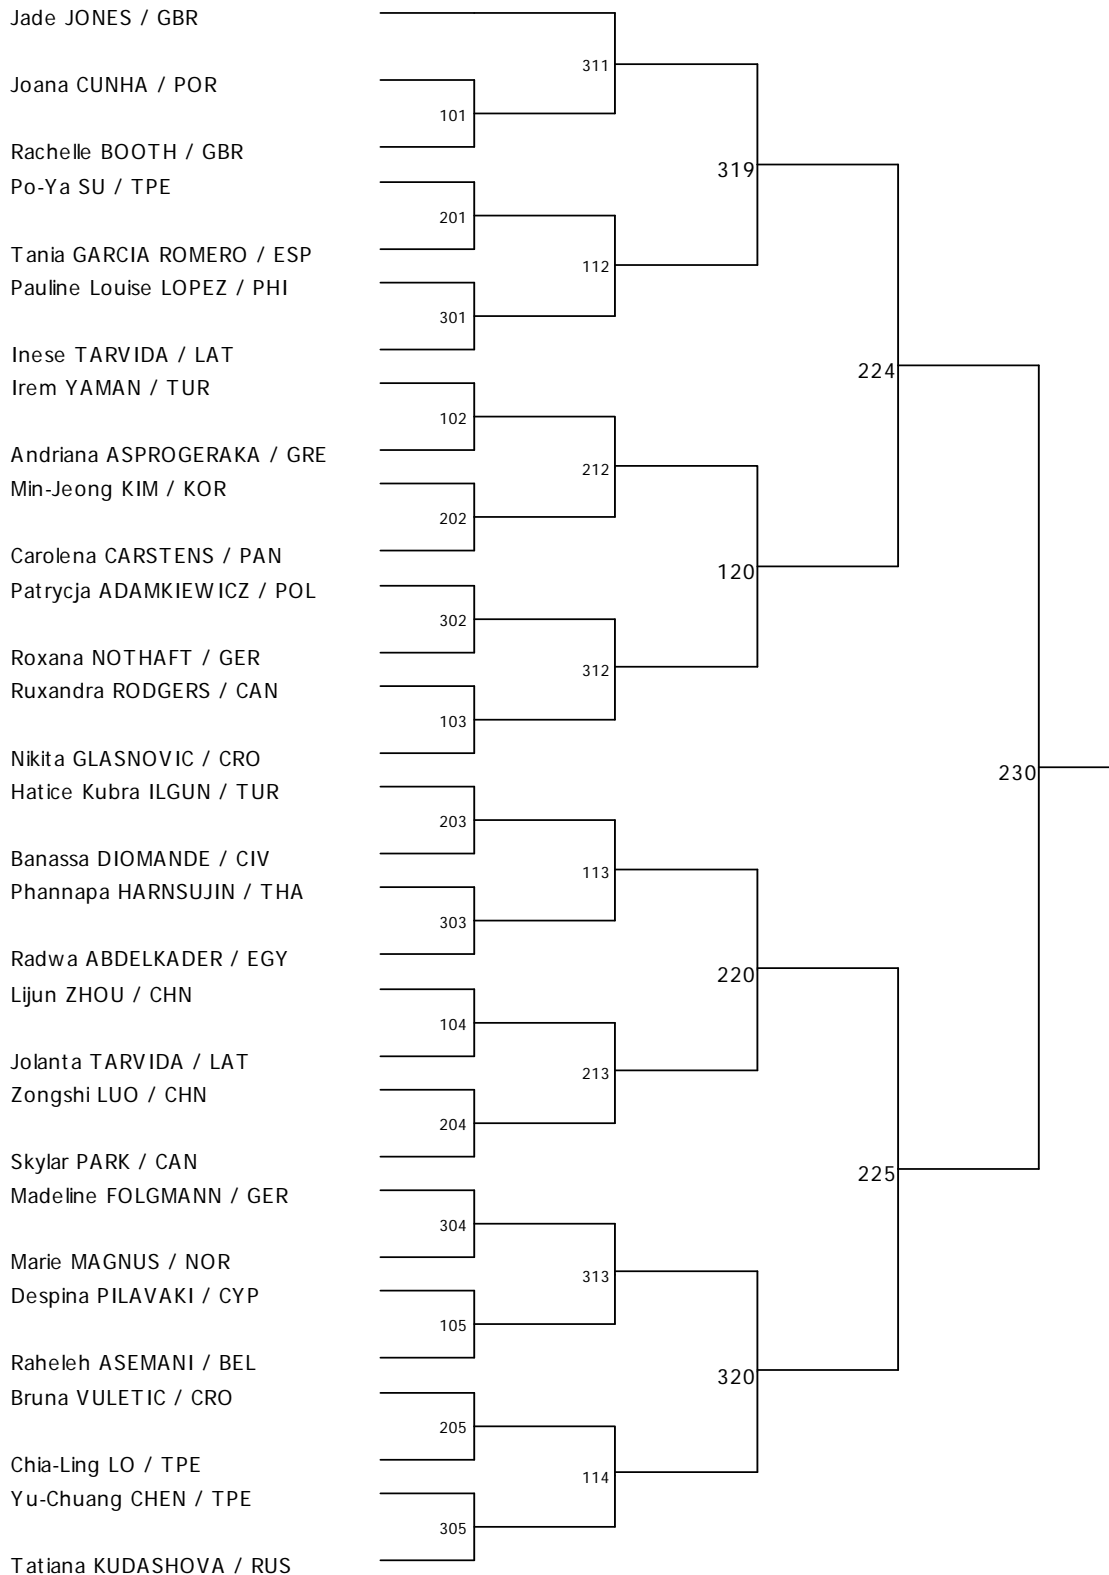 Jade JONES / GBR
311
Joana CUNHA / POR
101
Rachelle BOOTH / GBR
319
Po-Ya SU / TPE
201
Tania GARCIA ROMERO / ESP
112
Pauline Louise LOPEZ / PHI
301
Inese TARVIDA / LAT
224
Irem YAMAN / TUR
102
Andriana ASPROGERAKA / GRE
212
Min-Jeong KIM / KOR
202
Carolena CARSTENS / PAN
120
Patrycja ADAMKIEWICZ / POL
302
Roxana NOTHAFT / GER
312
Ruxandra RODGERS / CAN
103
Nikita GLASNOVIC / CRO
230
Hatice Kubra ILGUN / TUR
203
Banassa DIOMANDE / CIV
113
Phannapa HARNSUJIN / THA
303
Radwa ABDELKADER / EGY
220
Lijun ZHOU / CHN
104
Jolanta TARVIDA / LAT
213
Zongshi LUO / CHN
204
Skylar PARK / CAN
225
Madeline FOLGMANN / GER
304
Marie MAGNUS / NOR
313
Despina PILAVAKI / CYP
105
Raheleh ASEMANI / BEL
320
Bruna VULETIC / CRO
205
Chia-Ling LO / TPE
114
Yu-Chuang CHEN / TPE
305
Tatiana KUDASHOVA / RUS